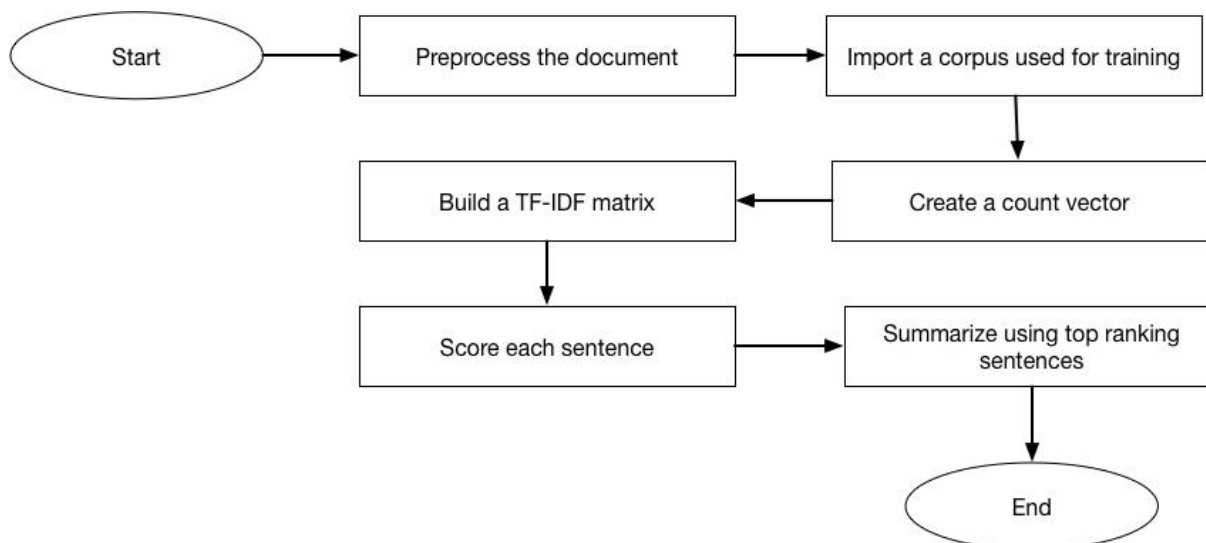 Start
Preprocess the document
Import a corpus used for training
Create a count vector
Build a TF-IDF matrix
Score each sentence
Summarize using top ranking
sentences
End